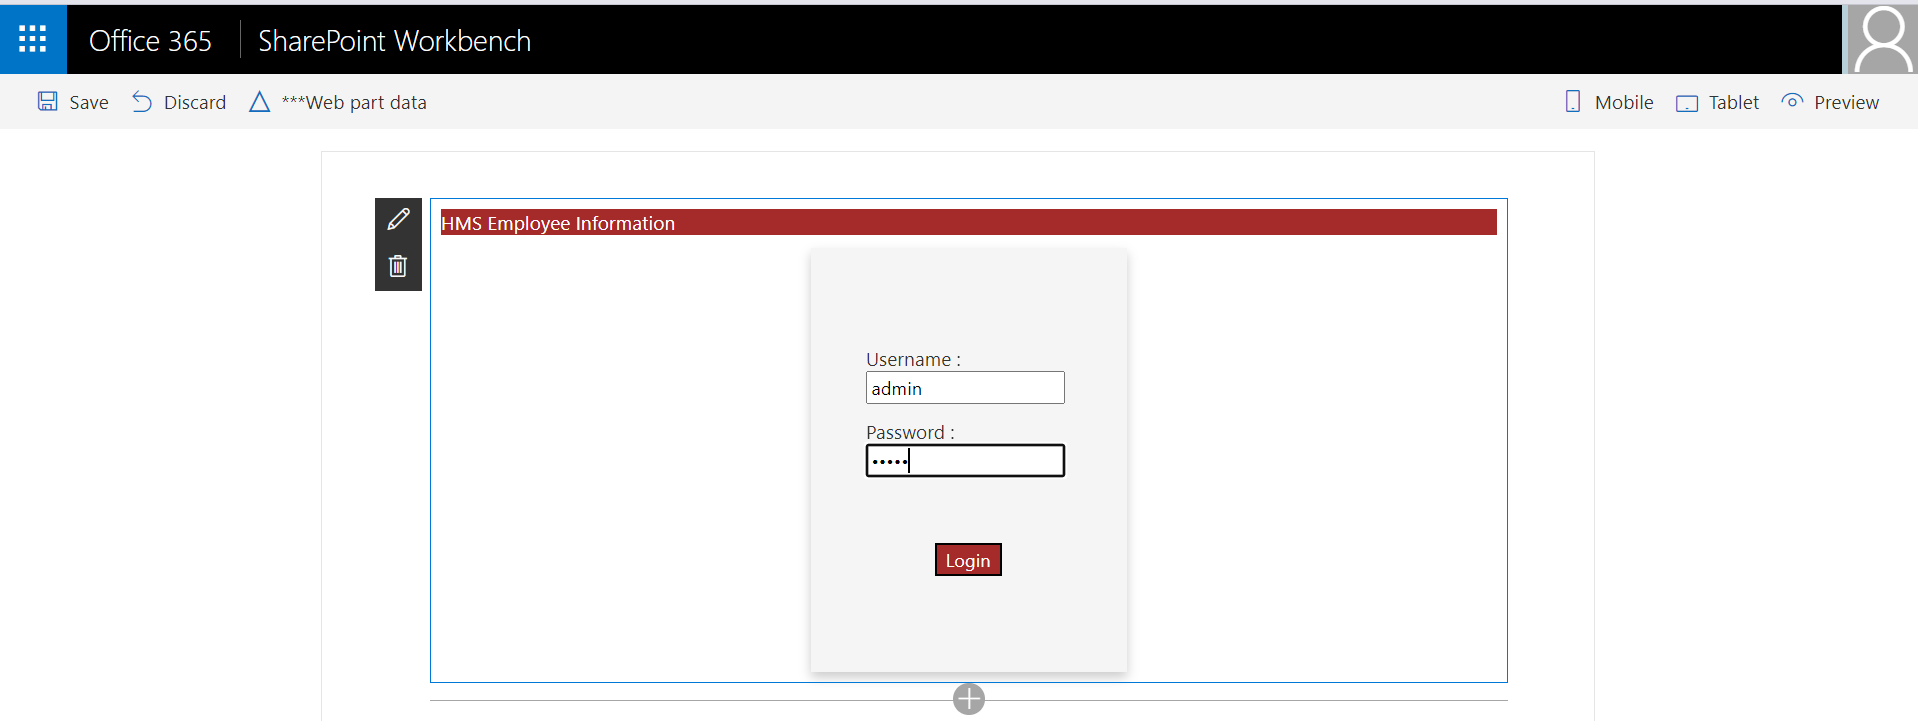 Office 365 SharePoint Workbench
Save Discard ***Web part data Mobile Tablet Preview
HMS Employee Information
Username :
admin
Password :
•••••
Login